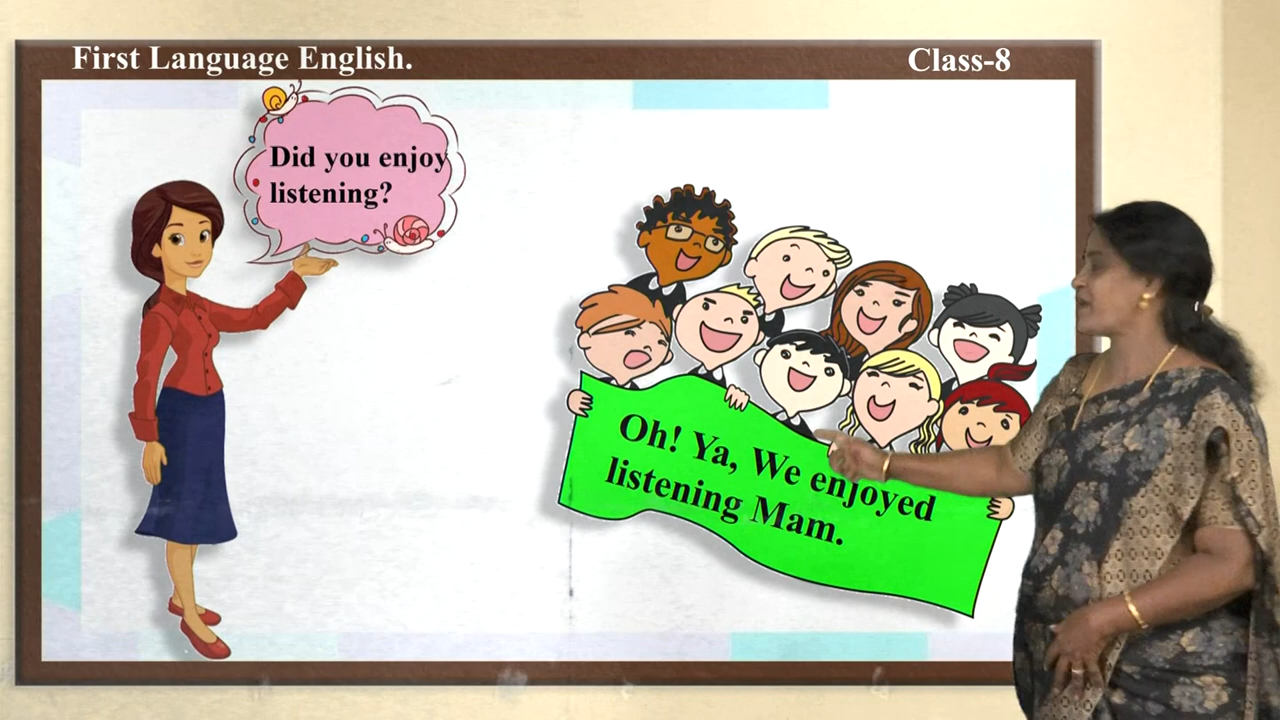 First Language English.
Class-8
Did you enjoy
listening?
Oh! Ya, We enjoyed
listening Mam.